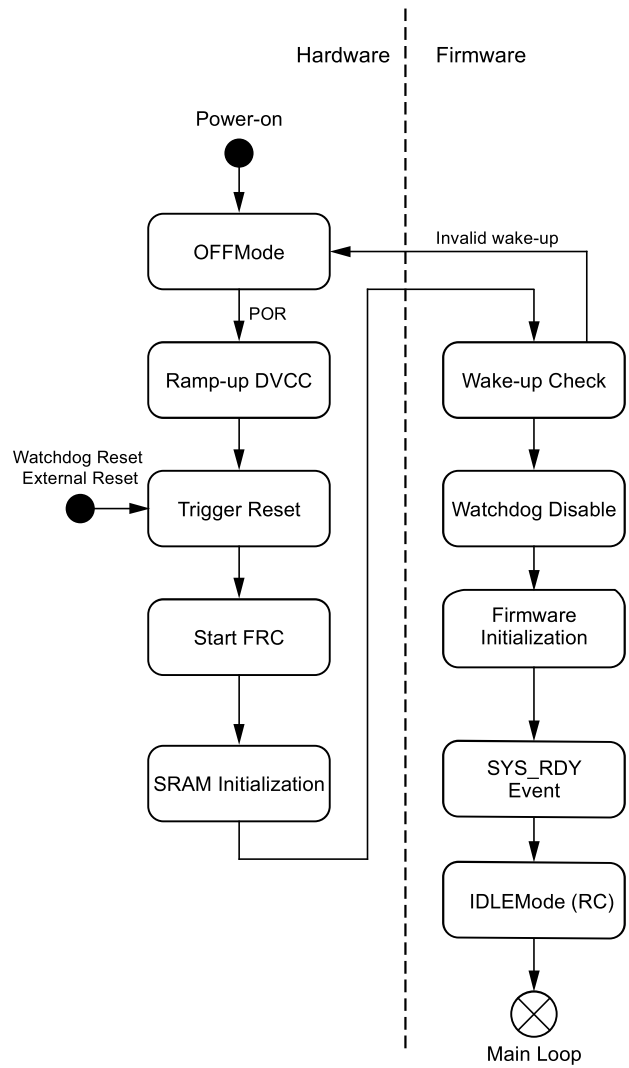 Hardware
Firmware
Power-on
OFFMode
Invalid wake-up
POR
Ramp-up DVCC
Wake-up Check
Watchdog Reset
External Reset
Trigger Reset
Watchdog Disable
Start FRC
Firmware
Initialization
SRAM Initialization
SYS_RDY
Event
IDLEMode (RC)
Main Loop